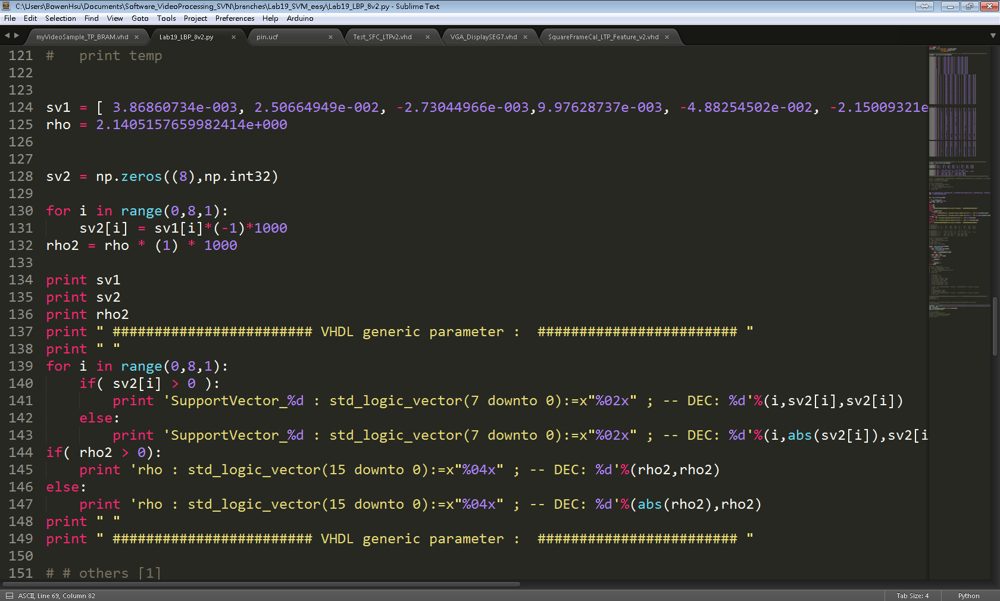 C:\Users\BowenHsu\Documents\Software_VideoProcessing_SVN\branches\Lab19_SVM_easy\Lab19_LBP_8v2.py - Sublime Text
File Edit Selection Find View Goto Tools Project Preferences Help Arduino
myVideoSample_TP_BRAM.vhd × Lab19_LBP_8v2.py × pin.ucf × Test_SFC_LTPv2.vhd × VGA_DisplaySEG7.vhd × SquareFrameCal_LTP_Feature_v2.vhd ×
121 #   print temp
122
123
124 sv1 = [ 3.86860734e-003, 2.50664949e-002, -2.73044966e-003,9.97628737e-003, -4.88254502e-002, -2.15009321e
125 rho = 2.1405157659982414e+000
126
127
128 sv2 = np.zeros((8),np.int32)
129
130 for i in range(0,8,1):
131     sv2[i] = sv1[i]*(-1)*1000
132 rho2 = rho * (1) * 1000
133
134 print sv1
135 print sv2
136 print rho2
137 print " ######################## VHDL generic parameter :  ######################## "
138 print " "
139 for i in range(0,8,1):
140     if( sv2[i] > 0 ):
141         print 'SupportVector_%d : std_logic_vector(7 downto 0):=x"%02x" ; -- DEC: %d'%(i,sv2[i],sv2[i])
142     else:
143         print 'SupportVector_%d : std_logic_vector(7 downto 0):=x"%02x" ; -- DEC: %d'%(i,abs(sv2[i]),sv2[i
144 if( rho2 > 0):
145     print 'rho : std_logic_vector(15 downto 0):=x"%04x" ; -- DEC: %d'%(rho2,rho2)
146 else:
147     print 'rho : std_logic_vector(15 downto 0):=x"%04x" ; -- DEC: %d'%(abs(rho2),rho2)
148 print " "
149 print " ######################## VHDL generic parameter :  ######################## "
150
151 # # others [1]
ASCII, Line 69, Column 82 Tab Size: 4 Python